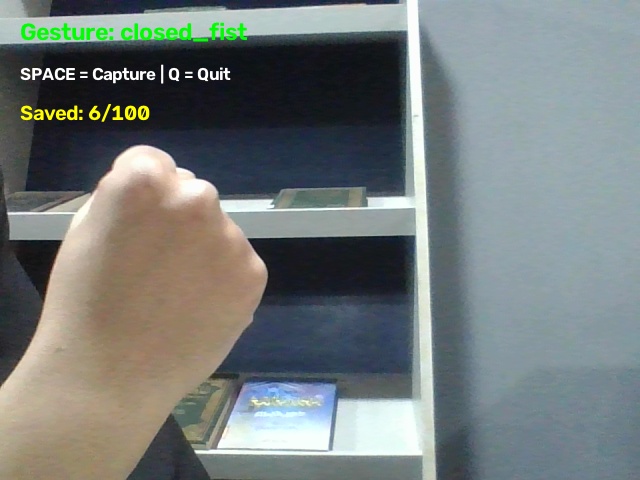 Gesture: closed_fist
SPACE = Capture | Q = Quit
Saved: 6/100